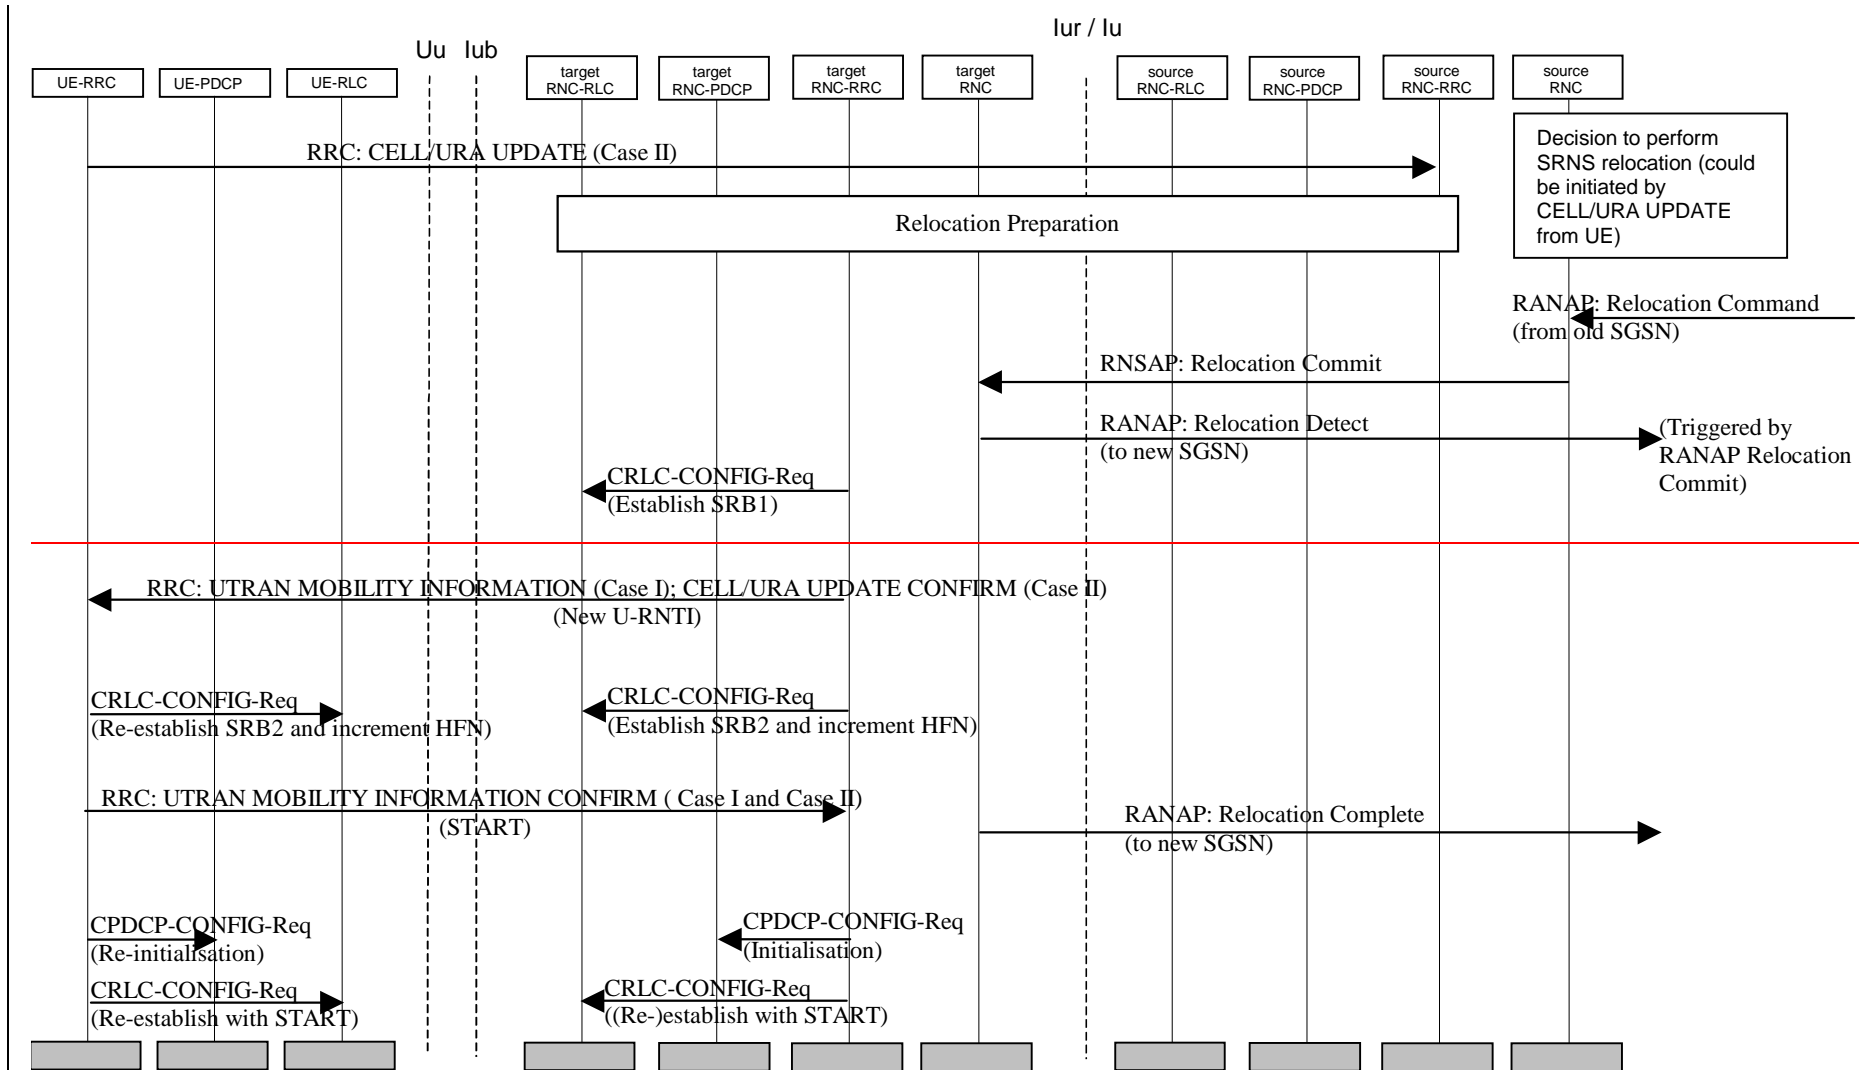 Iur / Iu
Uu Iub
UE-RRC
UE-PDCP
UE-RLC
target
RNC-RLC
target
RNC-PDCP
target
RNC-RRC
target
RNC
source
RNC-RLC
source
RNC-PDCP
source
RNC-RRC
source
RNC
Decision to perform
SRNS relocation (could
be initiated by
CELL/URA UPDATE
from UE)
RRC: CELL/URA UPDATE (Case II)
Relocation Preparation
RANAP: Relocation Command
(from old SGSN)
RNSAP: Relocation Commit
RANAP: Relocation Detect
(to new SGSN)
(Triggered by
RANAP Relocation
Commit)
CRLC-CONFIG-Req
(Establish SRB1)
RRC: UTRAN MOBILITY INFORMATION (Case I); CELL/URA UPDATE CONFIRM (Case II)
(New U-RNTI)
CRLC-CONFIG-Req
(Re-establish SRB2 and increment HFN)
CRLC-CONFIG-Req
(Establish SRB2 and increment HFN)
RRC: UTRAN MOBILITY INFORMATION CONFIRM ( Case I and Case II)
(START)
RANAP: Relocation Complete
(to new SGSN)
CPDCP-CONFIG-Req
(Re-initialisation)
CPDCP-CONFIG-Req
(Initialisation)
CRLC-CONFIG-Req
(Re-establish with START)
CRLC-CONFIG-Req
((Re-)establish with START)